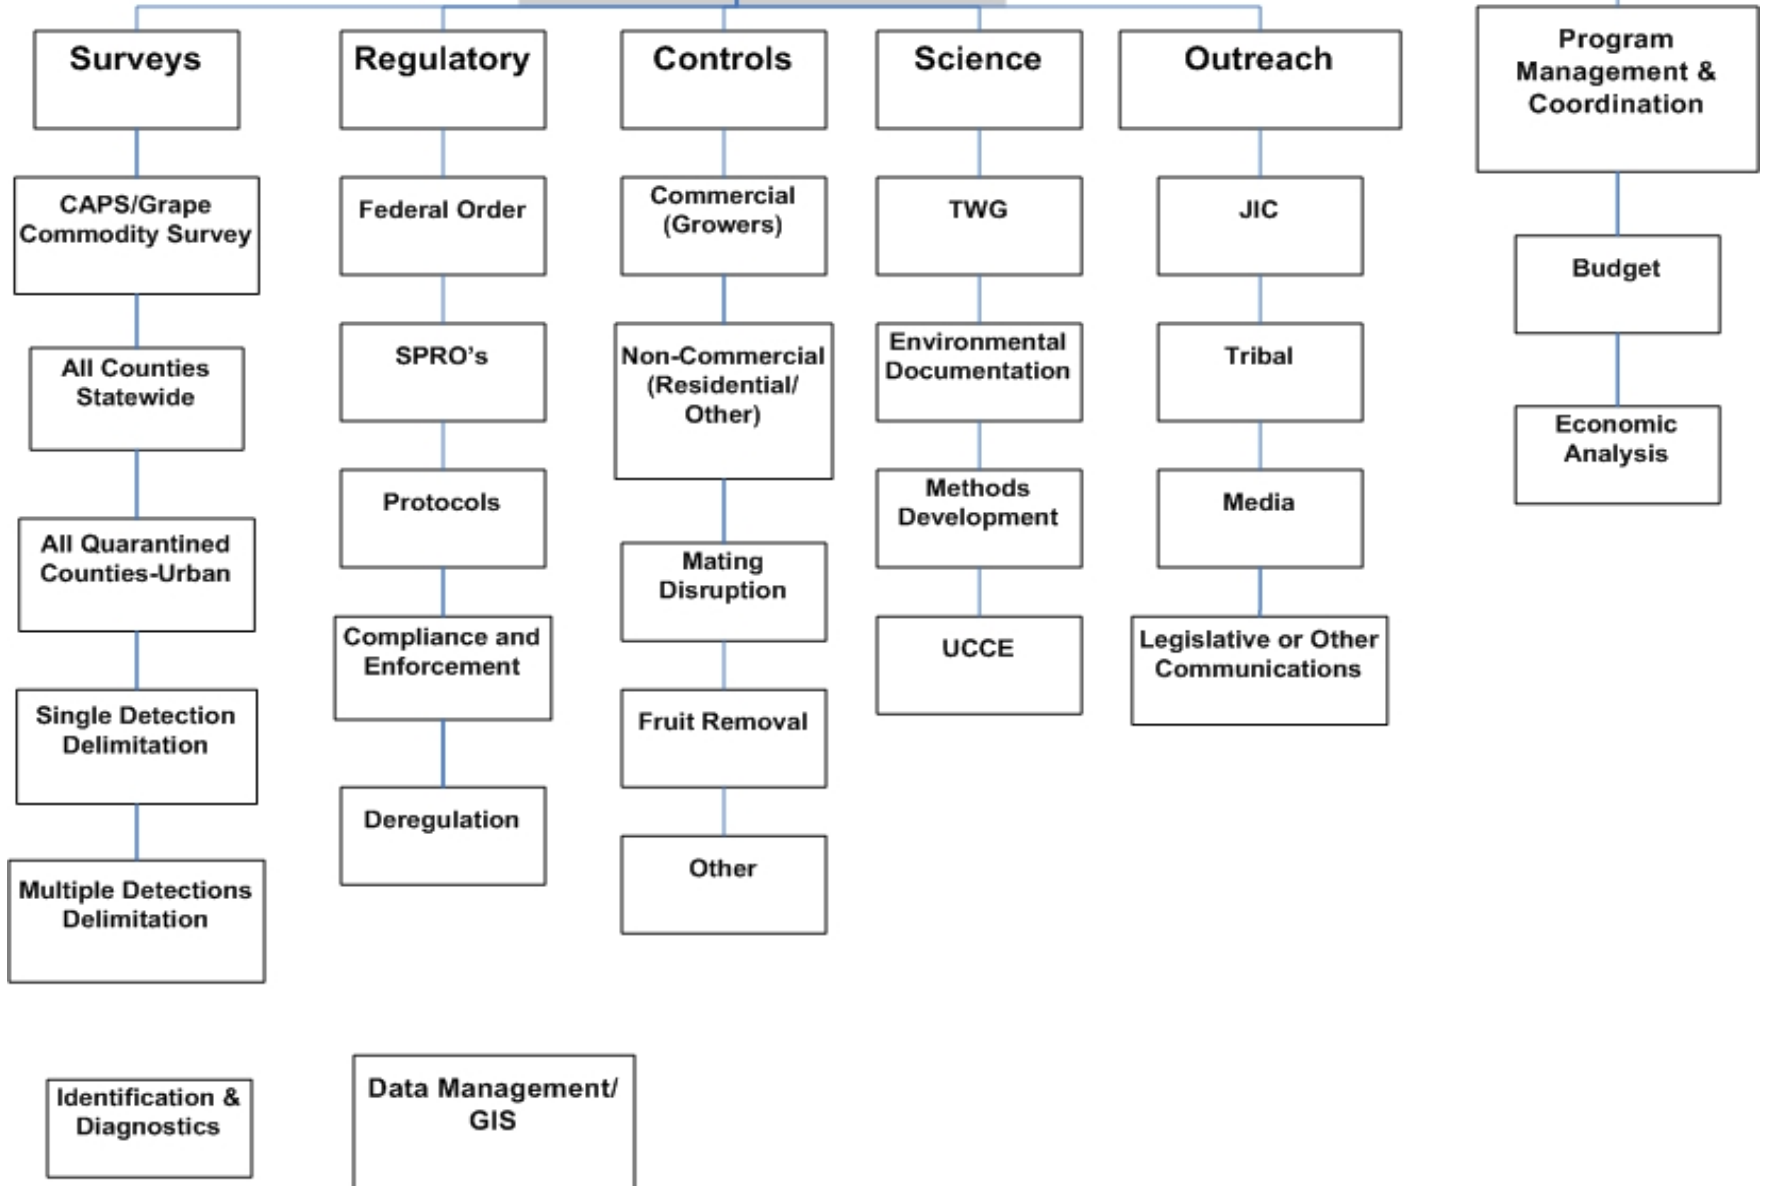 Surveys
CAPS/Grape
Commodity Survey
All Counties
Statewide
All Quarantined
Counties-Urban
Single Detection
Delimitation
Multiple Detections
Delimitation
Regulatory
Federal Order
SPRO's
Protocols
Compliance and
Enforcement
Deregulation
Controls
Commercial
(Growers)
Non-Commercial
(Residential/
Other)
Mating
Disruption
Fruit Removal
Other
Science
TWG
Environmental
Documentation
Methods
Development
UCCE
Outreach
JIC
Tribal
Media
Legislative or Other
Communications
Program
Management &
Coordination
Budget
Economic
Analysis
Identification &
Diagnostics
Data Management/
GIS